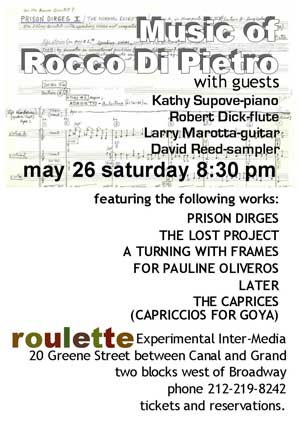 PRISON DIRGES I
Music of
Rocco Di Pietro
with guests
Kathy Supove-piano
Robert Dick-flute
Larry Marotta-guitar
David Reed-sampler
may 26 saturday 8:30 pm
featuring the following works:
PRISON DIRGES
THE LOST PROJECT
A TURNING WITH FRAMES
FOR PAULINE OLIVEROS
LATER
THE CAPRICES
(CAPRICCIOS FOR GOYA)
roulette Experimental Inter-Media
20 Greene Street between Canal and Grand
two blocks west of Broadway
phone 212-219-8242
tickets and reservations.